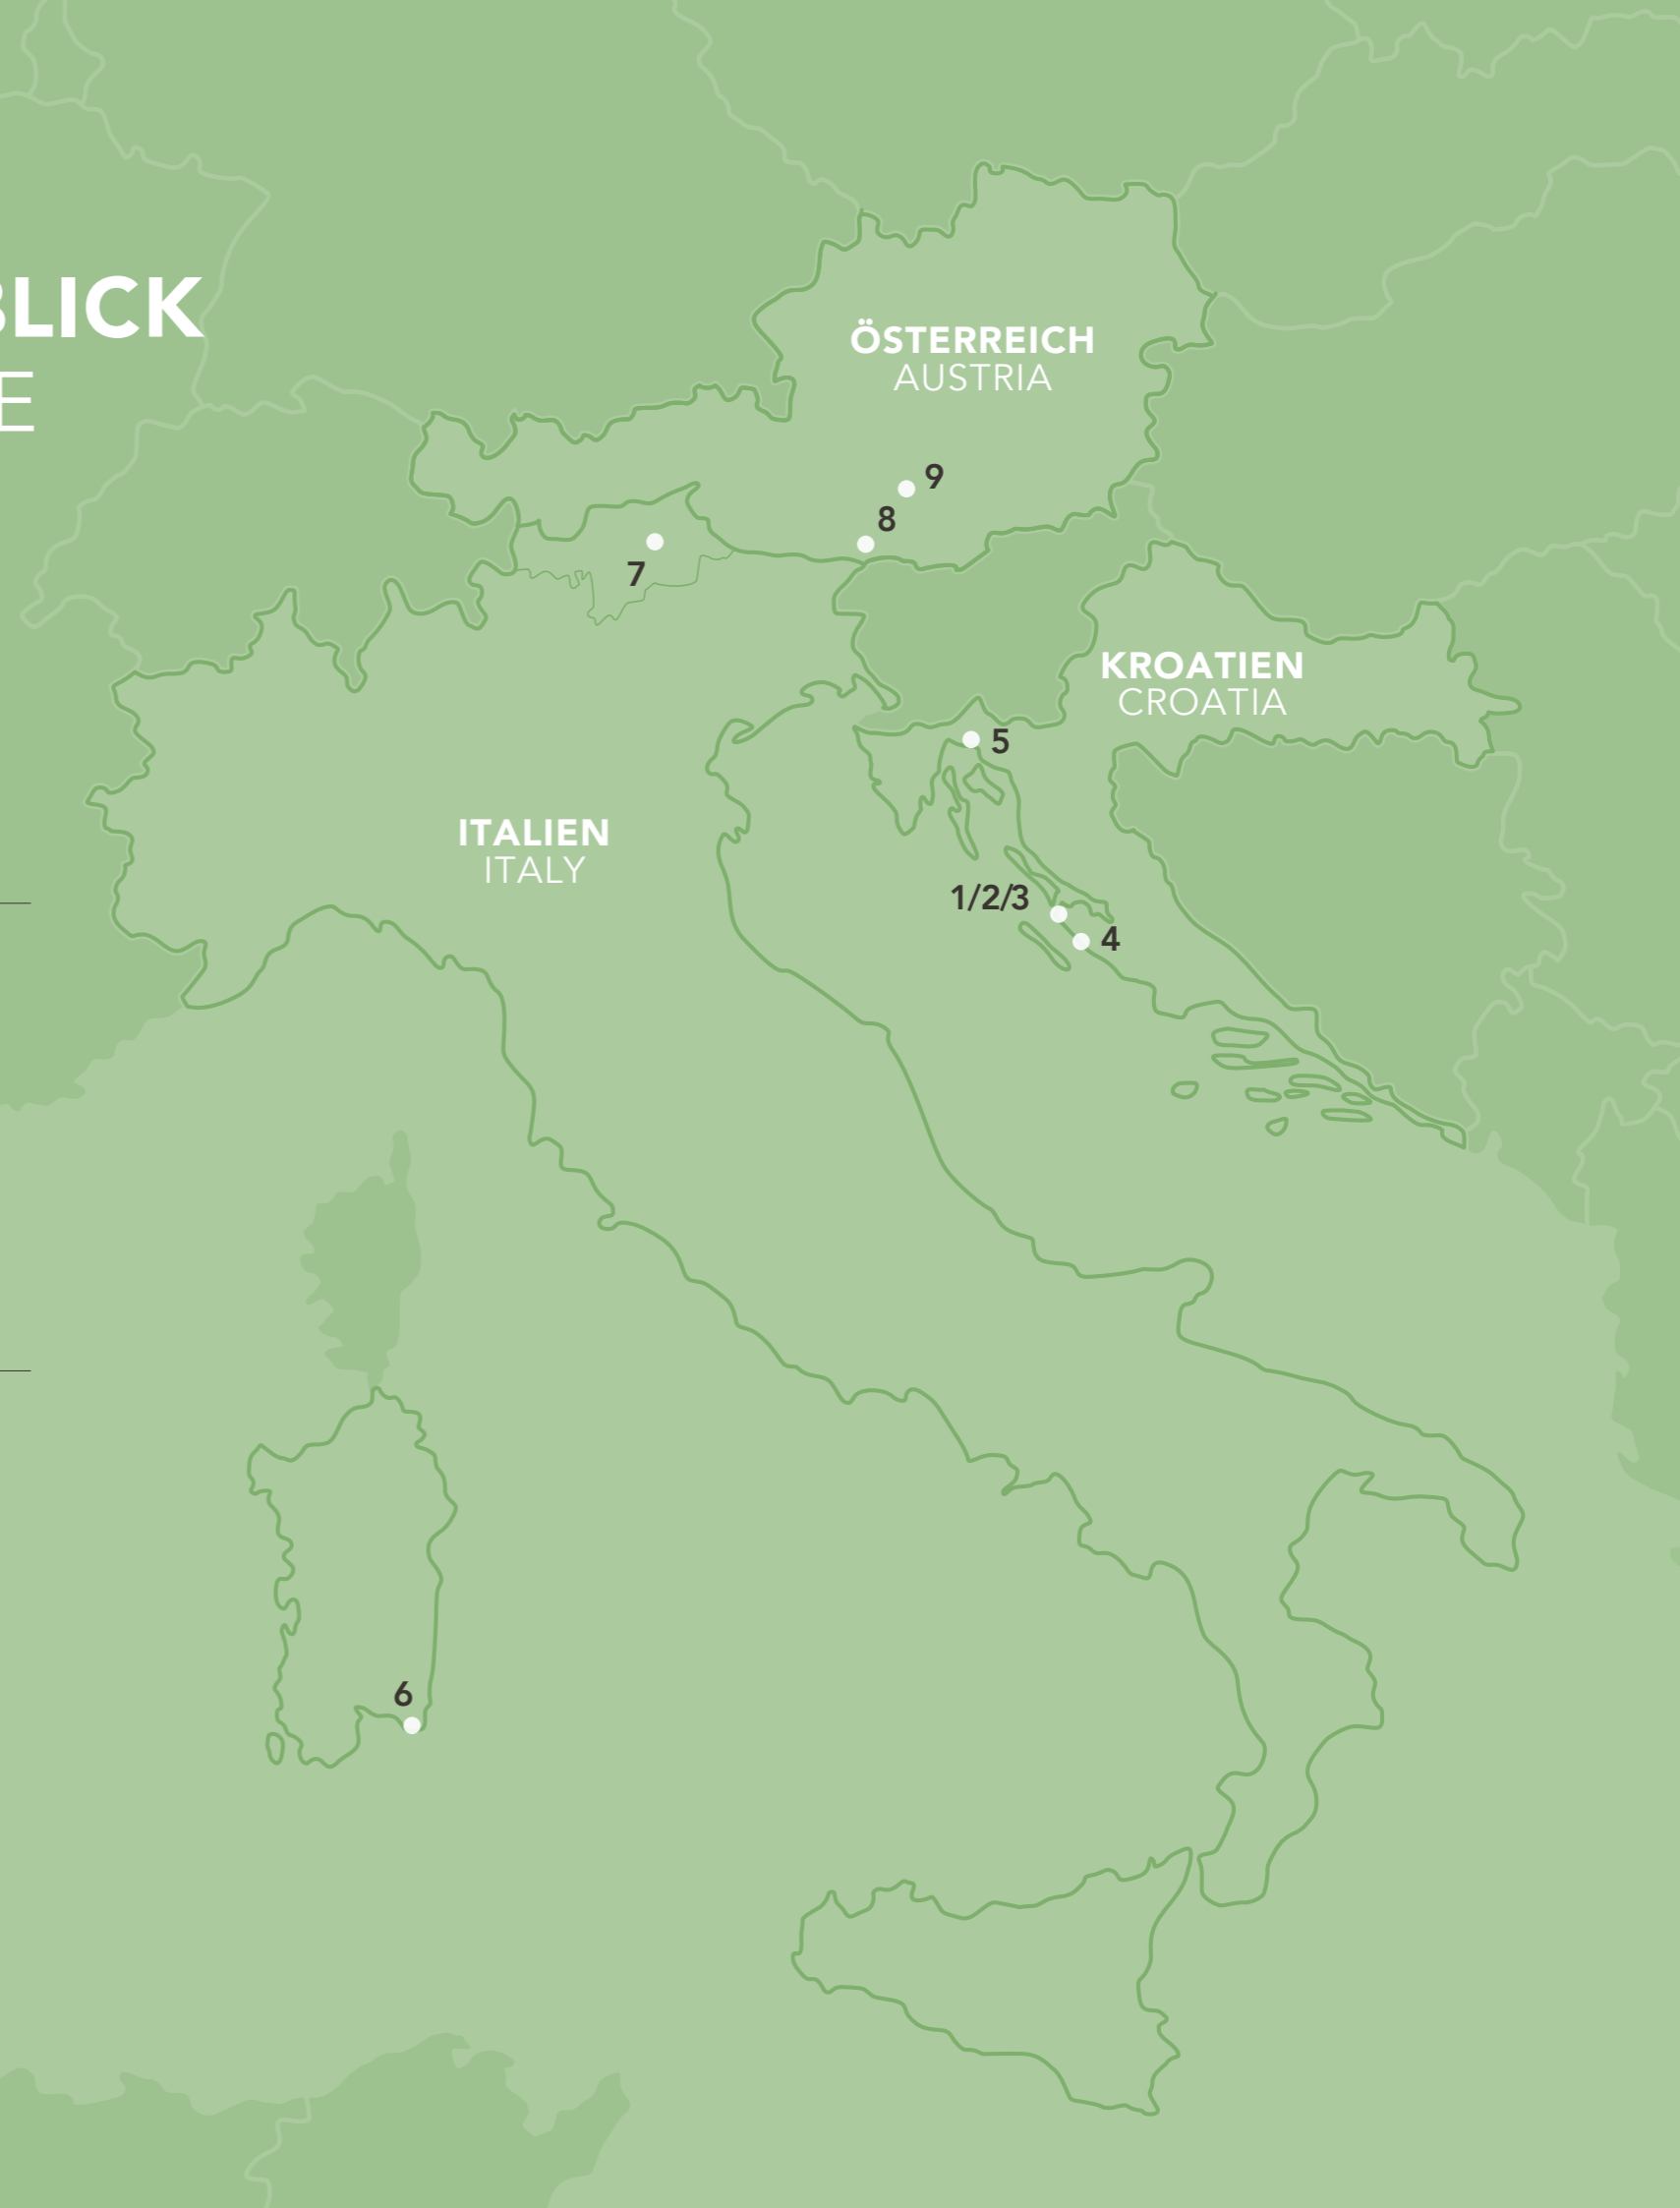 BLICK
E
ÖSTERREICH
AUSTRIA
9
8
7
KROATIEN
CROATIA
5
ITALIEN
ITALY
1/2/3
4
6